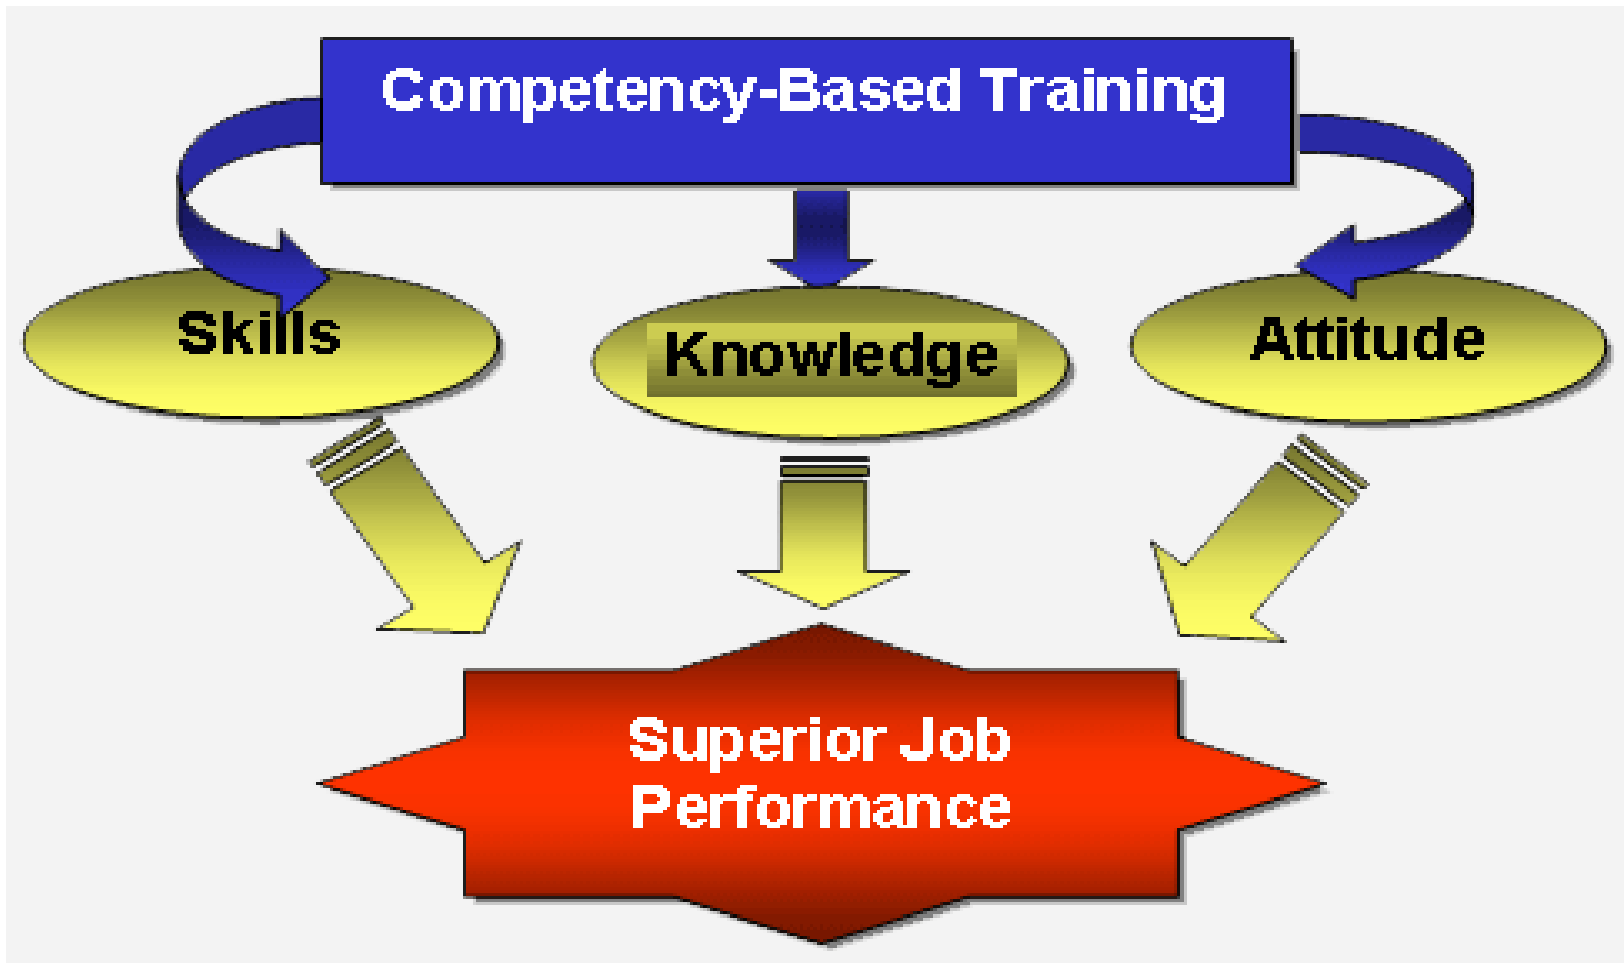 Competency-Based Training
Skills
Knowledge
Attitude
Superior Job
Performance